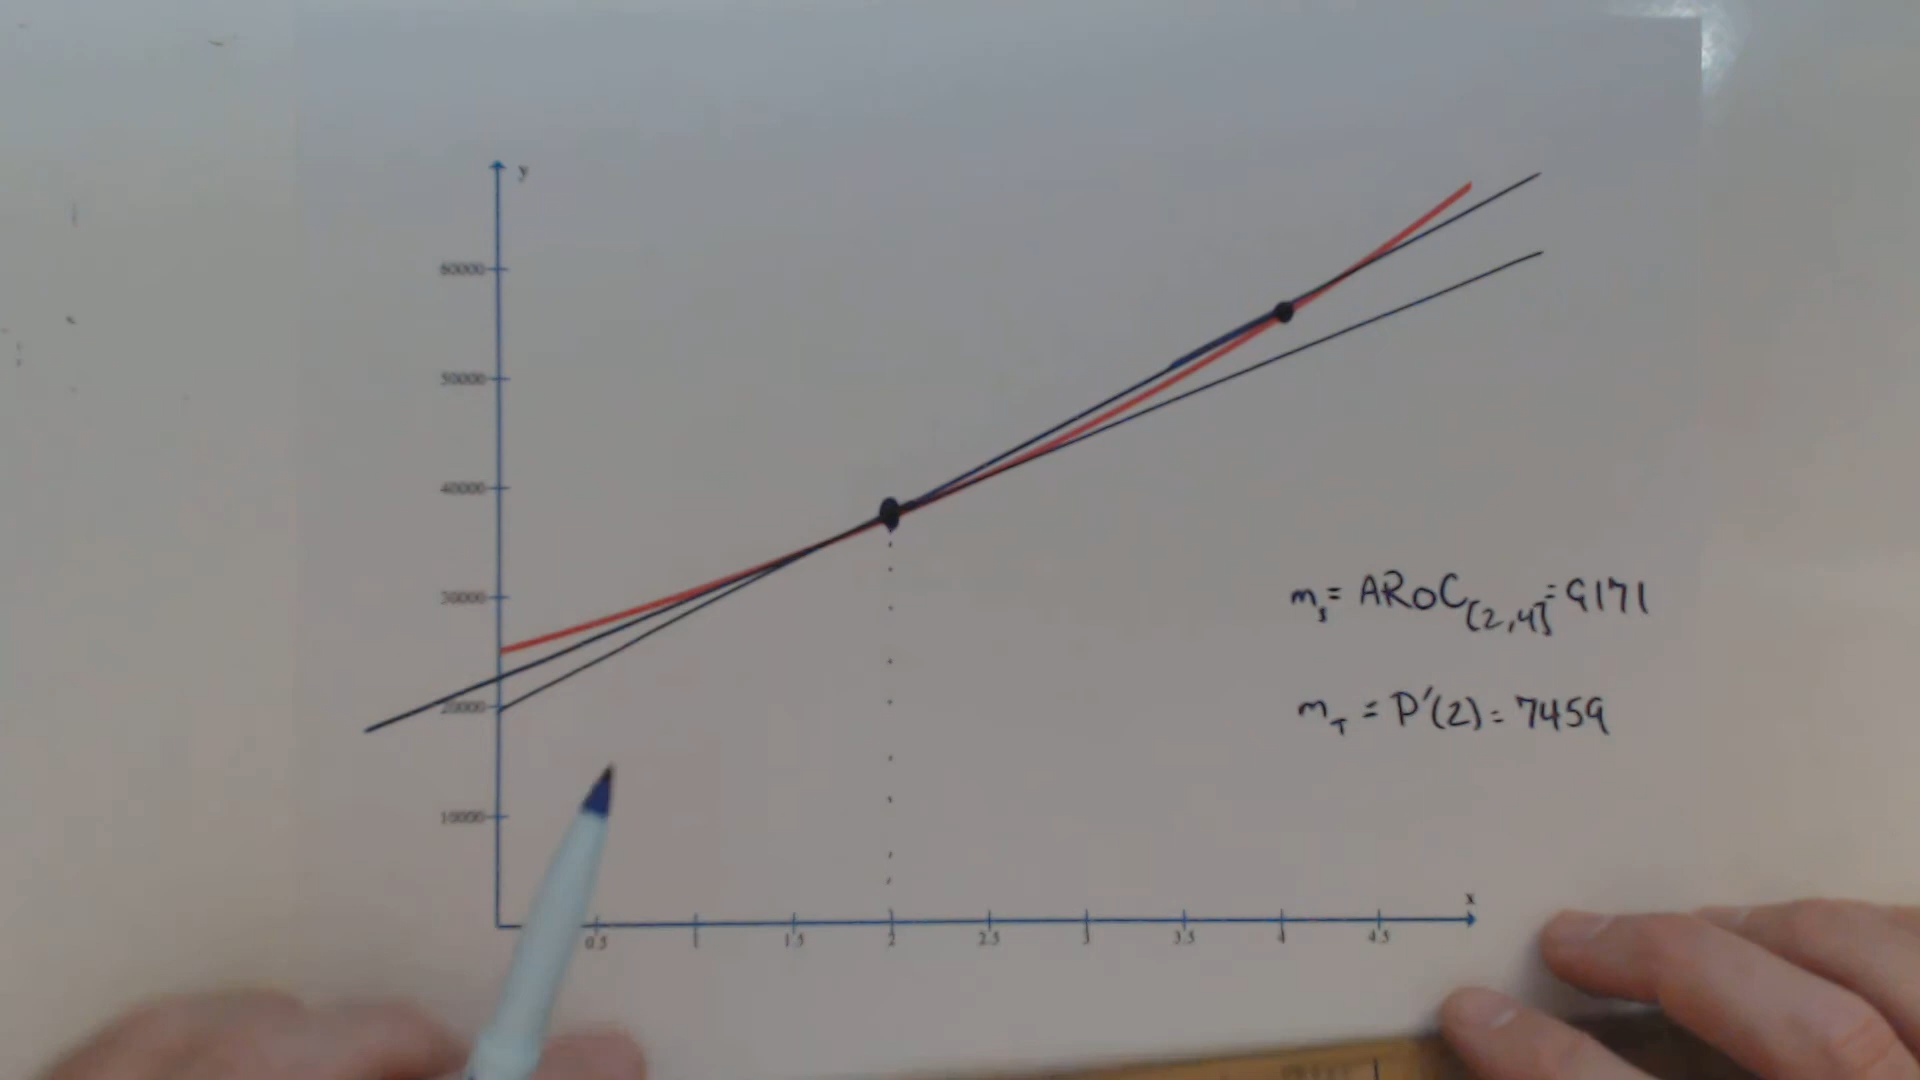 y
60000
50000
40000
30000
20000
10000
0.5 1 1.5 2 2.5 3 3.5 4 4.5
x
m_s = ARoC_[2,4] = 9171
m_T = P'(2) = 7459